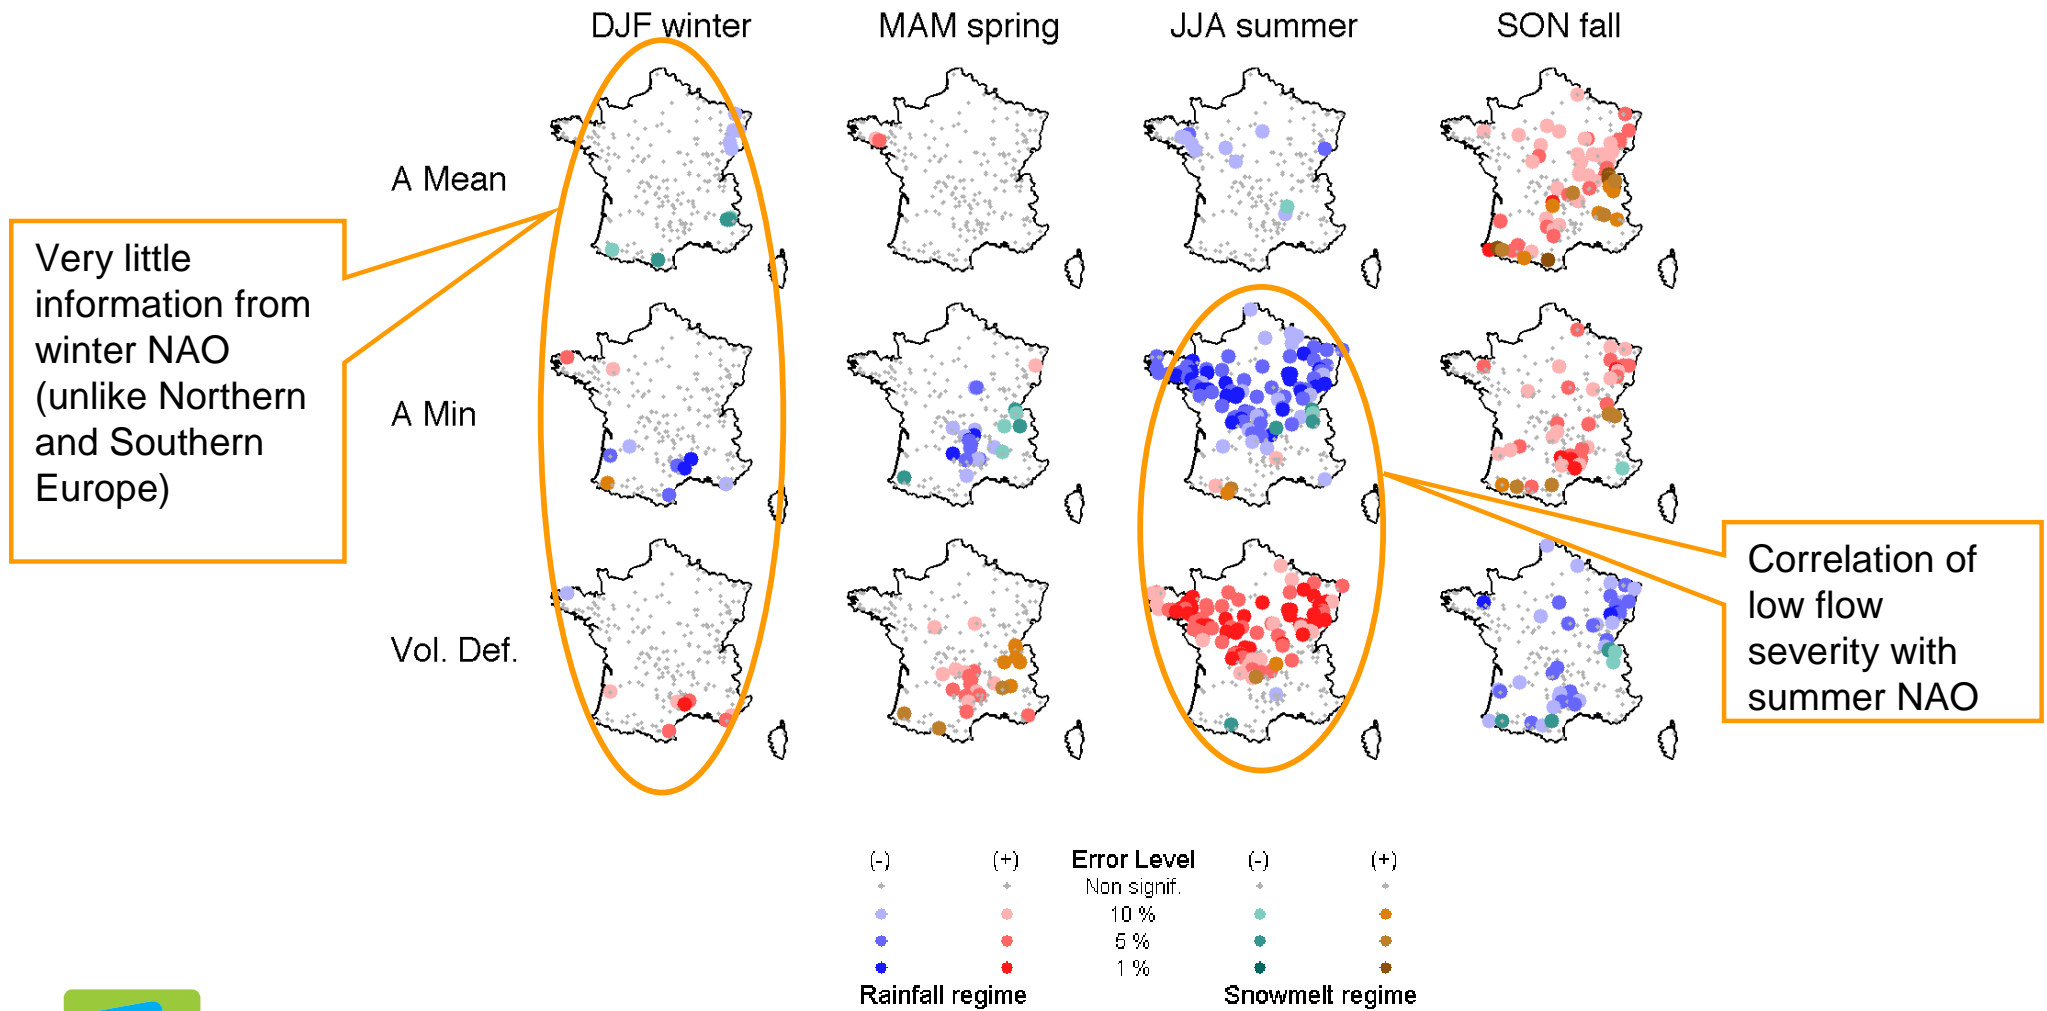 DJF winter MAM spring JJA summer SON fall
A Mean
Very little
information from
winter NAO
(unlike Northern
and Southern
Europe)
A Min
Correlation of
low flow
severity with
summer NAO
Vol. Def.
(-) (+) Error Level (-) (+)
Non signif.
10 %
5 %
1 %
Rainfall regime Snowmelt regime